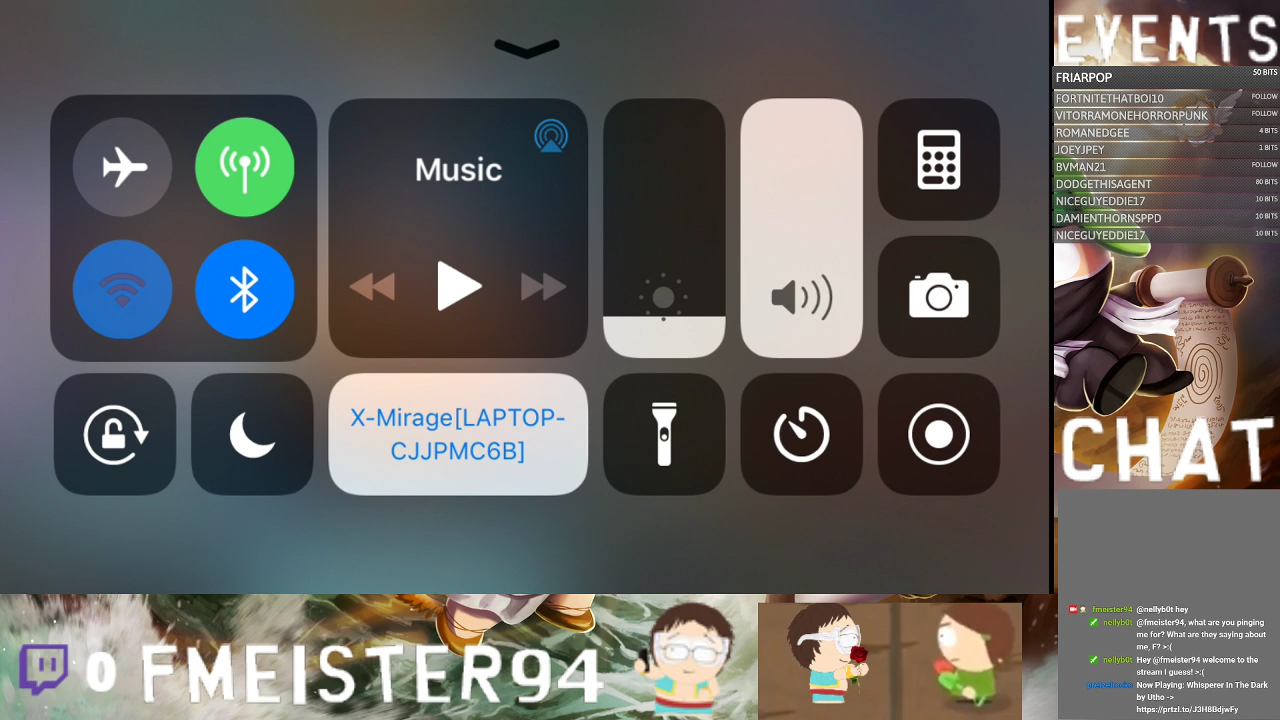 Music
X-Mirage[LAPTOP-
CJJPMC6B]
EVENTS
FRIARPOP 50 BITS
FORTNITETHATBOI10 FOLLOW
VITORRAMONEHORRORPUNK FOLLOW
ROMANEDGEE 4 BITS
JOEYJPEY 1 BITS
BVMAN21 FOLLOW
DODGETHISAGENT 80 BITS
NICEGUYEDDIE17 10 BITS
DAMIENTHORNSPPD 10 BITS
NICEGUYEDDIE17 10 BITS
CHAT
fmeister94 @nellyb0t hey
nellyb0t @fmeister94, what are you pinging
me for? What are they saying about
me, F? >:(
nellyb0t Hey @fmeister94 welcome to the
stream I guess! >:(
pretzelrocks Now Playing: Whisperer In The Dark
by Utho ->
https://prtzl.to/J3H8BdjwFy
0 FMEISTER94